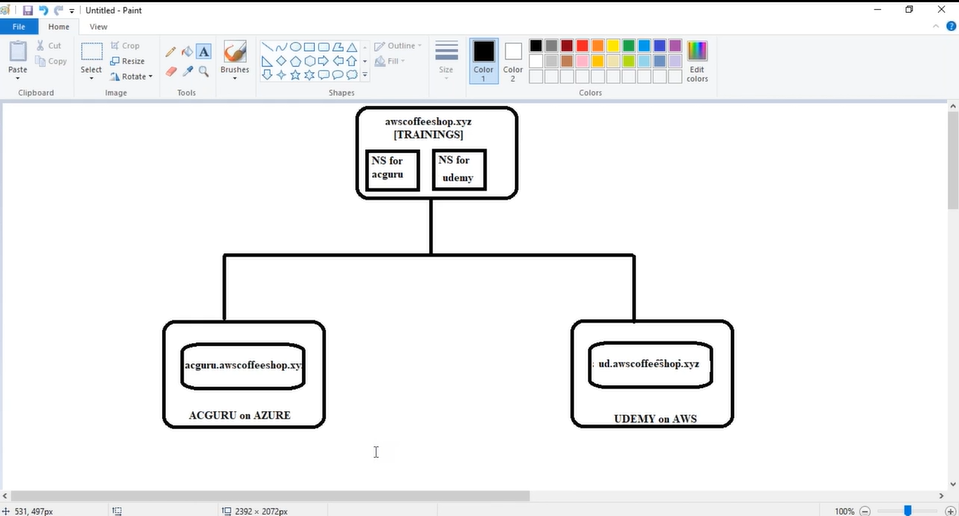 Untitled - Paint
File Home View
Paste
Cut
Copy
Clipboard
Select
Crop
Resize
Rotate
Image
Tools
Brushes
Shapes
Outline
Fill
Size
Color 1
Color 2
Edit colors
Colors
awscoffeeshop.xyz
[TRAININGS]
NS for
acguru
NS for
udemy
acguru.awscoffeeshop.xy
ACGURU on AZURE
ud.awscoffeeshop.xyz
UDEMY on AWS
531, 497px
2392 × 2072px
100%